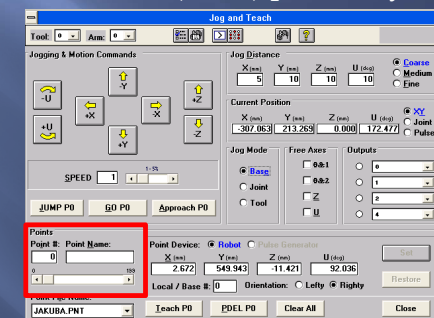 Jog and Teach
Tool: 0 Arm: 0
Jogging & Motion Commands
-U
+X
-Y
-X
+Z
+U
+Y
-Z
1-5%
SPEED 1
JUMP P0 GO P0 Approach P0
Jog Distance
X (mm) Y (mm) Z (mm) U (deg)
5 10 10 10
Coarse
Medium
Fine
Current Position
X (mm) Y (mm) Z (mm) U (deg)
-307.063 213.269 0.000 172.477
XY
Joint
Pulse
Jog Mode
Base
Joint
Tool
Free Axes
θ&1
θ&2
Z
U
Outputs
0
1
2
4
Points
Point #: Point Name:
0
0 199
Point File Name:
JAKUBA.PNT
Point Device: Robot Pulse Generator
X (mm) Y (mm) Z (mm) U (deg)
2.672 549.943 -11.421 92.036
Local / Base #: 0 Orientation: Lefty Righty
Set
Restore
Teach P0 PDEL P0 Clear All Close